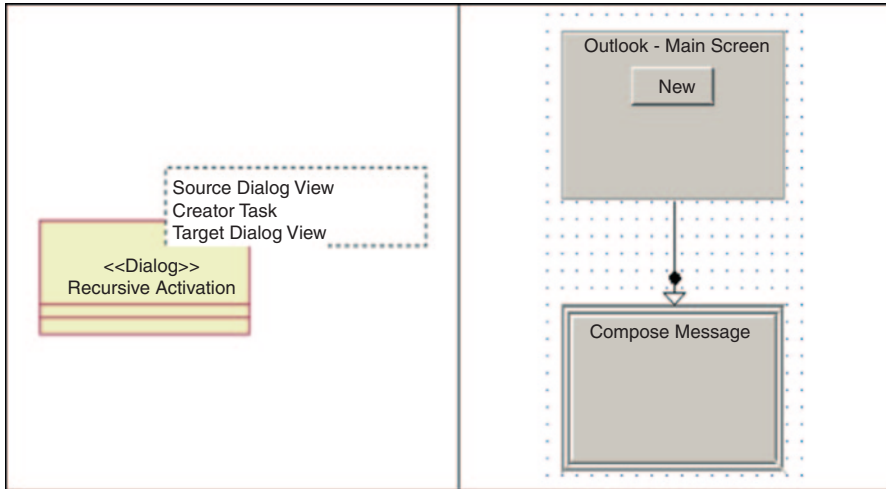 Source Dialog View
Creator Task
Target Dialog View
<<Dialog>>
Recursive Activation
Outlook - Main Screen
New
Compose Message